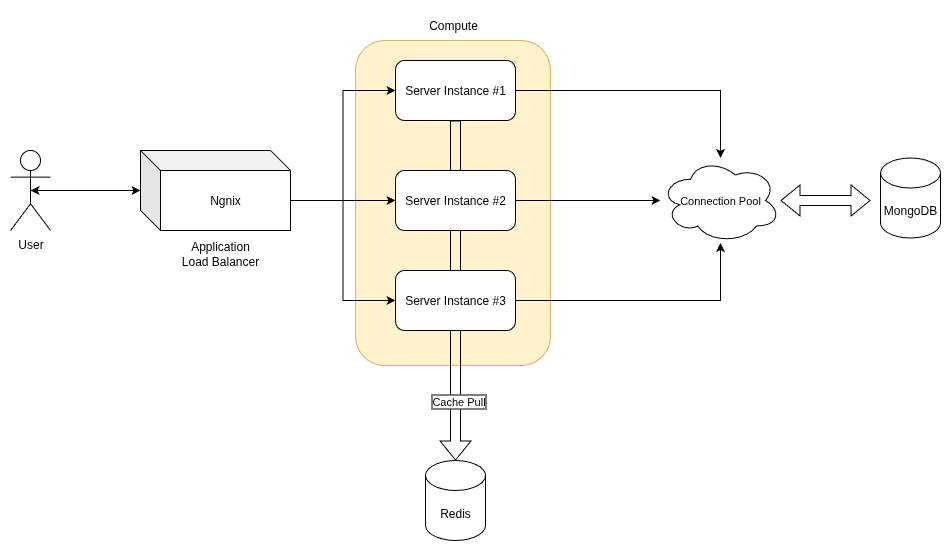 Compute
Server Instance #1
Ngnix
Server Instance #2
Connection Pool
MongoDB
User
Application
Load Balancer
Server Instance #3
Cache Pull
Redis